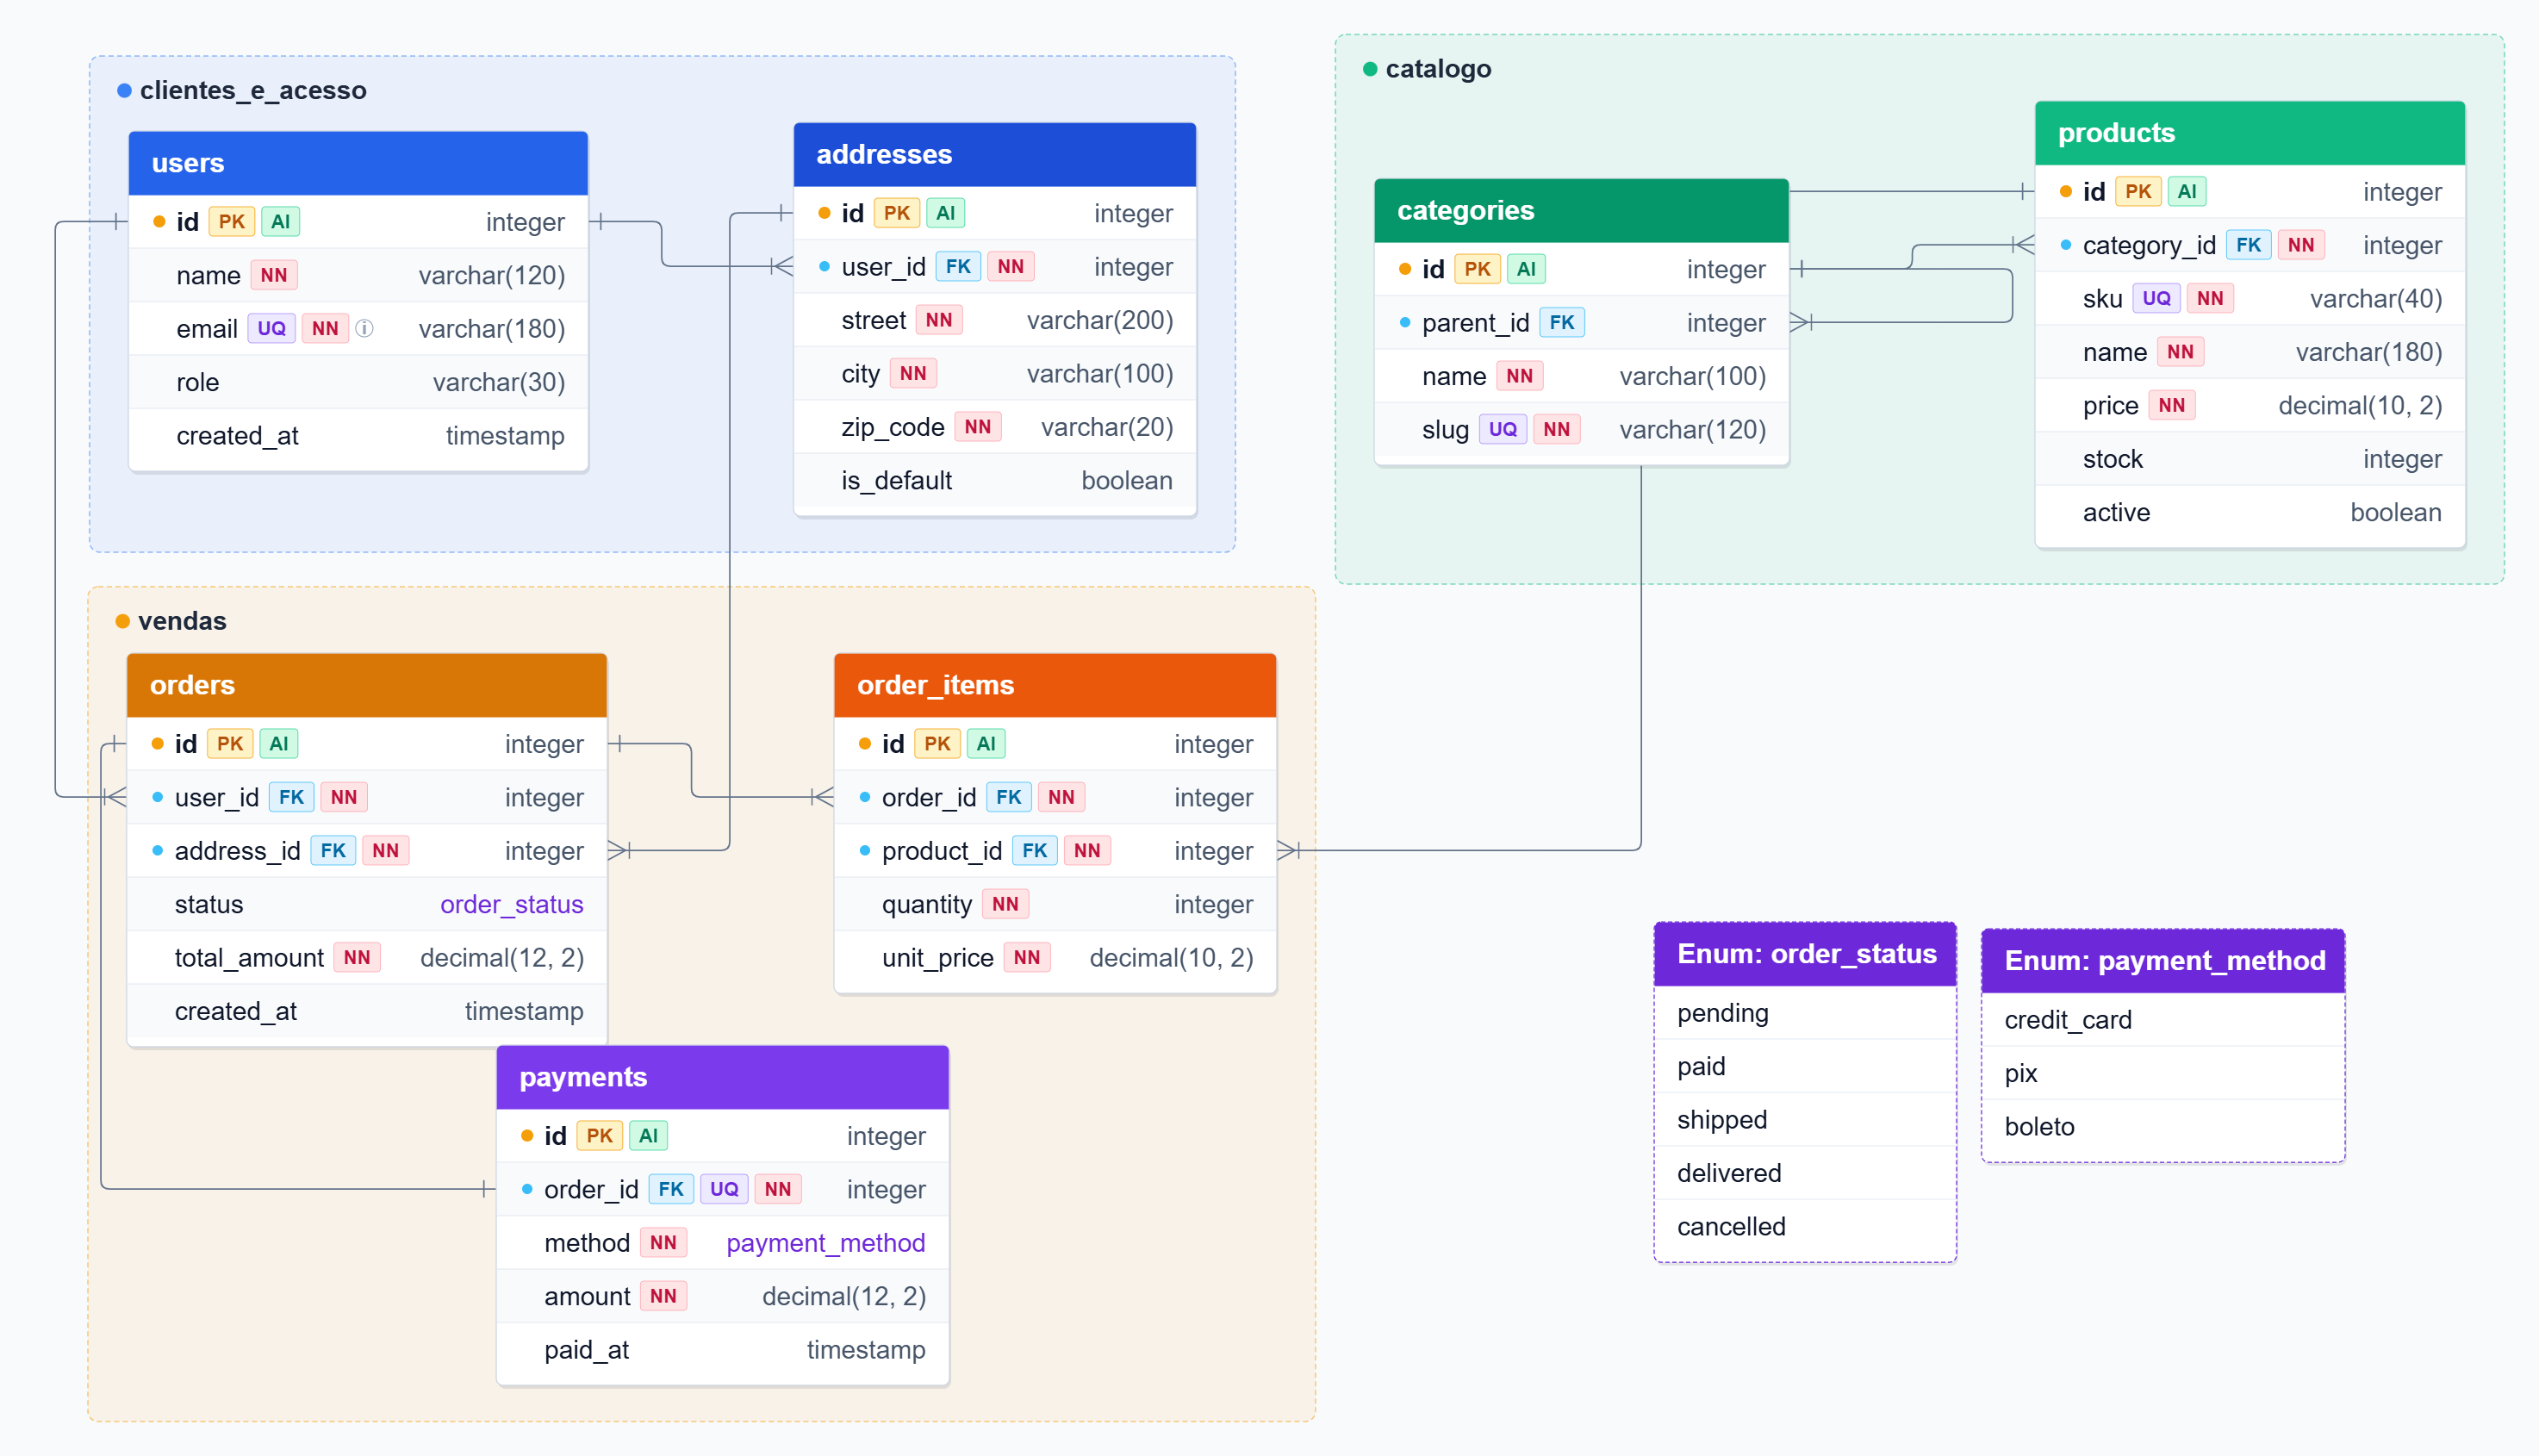 clientes_e_acesso
users
id PK AI integer
name NN varchar(120)
email UQ NN ⓘ varchar(180)
role varchar(30)
created_at timestamp
addresses
id PK AI integer
user_id FK NN integer
street NN varchar(200)
city NN varchar(100)
zip_code NN varchar(20)
is_default boolean
catalogo
categories
id PK AI integer
parent_id FK integer
name NN varchar(100)
slug UQ NN varchar(120)
products
id PK AI integer
category_id FK NN integer
sku UQ NN varchar(40)
name NN varchar(180)
price NN decimal(10, 2)
stock integer
active boolean
vendas
orders
id PK AI integer
user_id FK NN integer
address_id FK NN integer
status order_status
total_amount NN decimal(12, 2)
created_at timestamp
order_items
id PK AI integer
order_id FK NN integer
product_id FK NN integer
quantity NN integer
unit_price NN decimal(10, 2)
payments
id PK AI integer
order_id FK UQ NN integer
method NN payment_method
amount NN decimal(12, 2)
paid_at timestamp
Enum: order_status
pending
paid
shipped
delivered
cancelled
Enum: payment_method
credit_card
pix
boleto